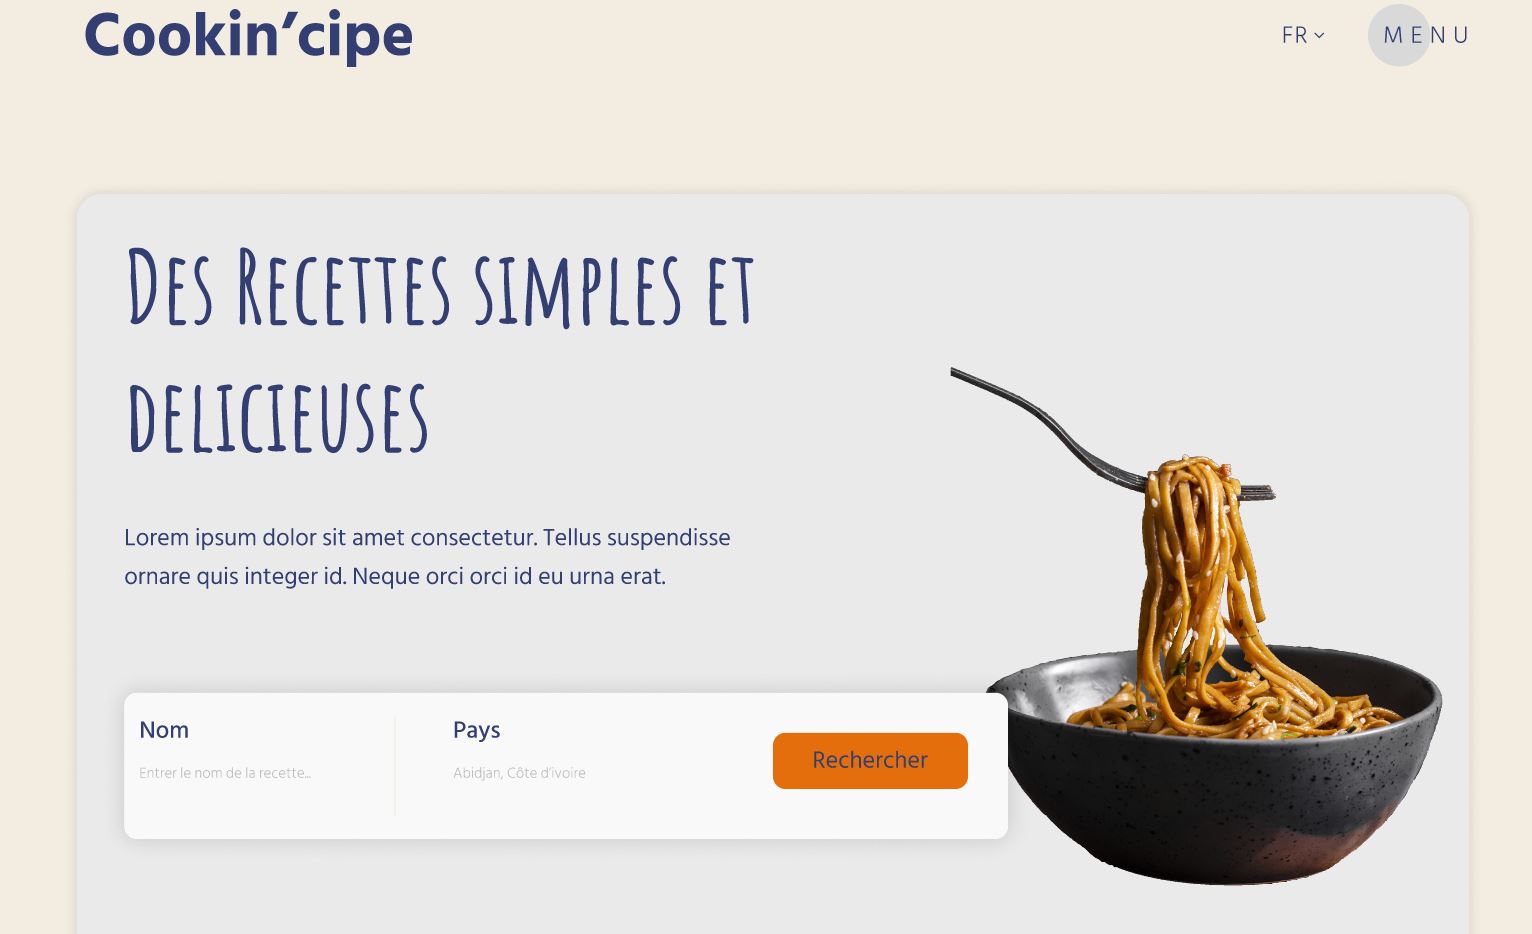 Cookin’cipe
FR
MENU
Des Recettes simples et
delicieuses
Lorem ipsum dolor sit amet consectetur. Tellus suspendisse
ornare quis integer id. Neque orci orci id eu urna erat.
Nom
Pays
Entrer le nom de la recette...
Abidjan, Côte d’ivoire
Rechercher